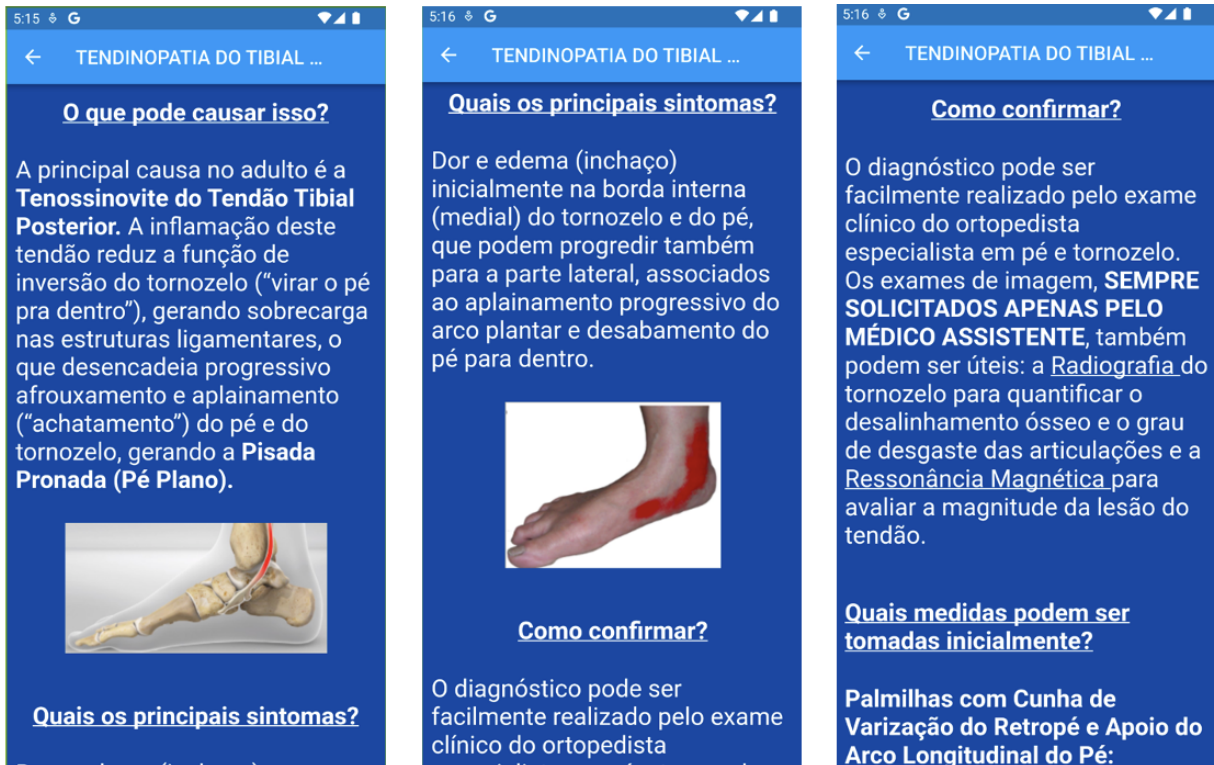 5:15 G
TENDINOPATIA DO TIBIAL ...
O que pode causar isso?
A principal causa no adulto é a
Tenossinovite do Tendão Tibial
Posterior. A inflamação deste
tendão reduz a função de
inversão do tornozelo (“virar o pé
pra dentro”), gerando sobrecarga
nas estruturas ligamentares, o
que desencadeia progressivo
afrouxamento e aplainamento
(“achatamento”) do pé e do
tornozelo, gerando a Pisada
Pronada (Pé Plano).
Quais os principais sintomas?
5:16 G
TENDINOPATIA DO TIBIAL ...
Quais os principais sintomas?
Dor e edema (inchaço)
inicialmente na borda interna
(medial) do tornozelo e do pé,
que podem progredir também
para a parte lateral, associados
ao aplainamento progressivo do
arco plantar e desabamento do
pé para dentro.
Como confirmar?
O diagnóstico pode ser
facilmente realizado pelo exame
clínico do ortopedista
5:16 G
TENDINOPATIA DO TIBIAL ...
Como confirmar?
O diagnóstico pode ser
facilmente realizado pelo exame
clínico do ortopedista
especialista em pé e tornozelo.
Os exames de imagem, SEMPRE
SOLICITADOS APENAS PELO
MÉDICO ASSISTENTE, também
podem ser úteis: a Radiografia do
tornozelo para quantificar o
desalinhamento ósseo e o grau
de desgaste das articulações e a
Ressonância Magnética para
avaliar a magnitude da lesão do
tendão.
Quais medidas podem ser
tomadas inicialmente?
Palmilhas com Cunha de
Varização do Retropé e Apoio do
Arco Longitudinal do Pé: